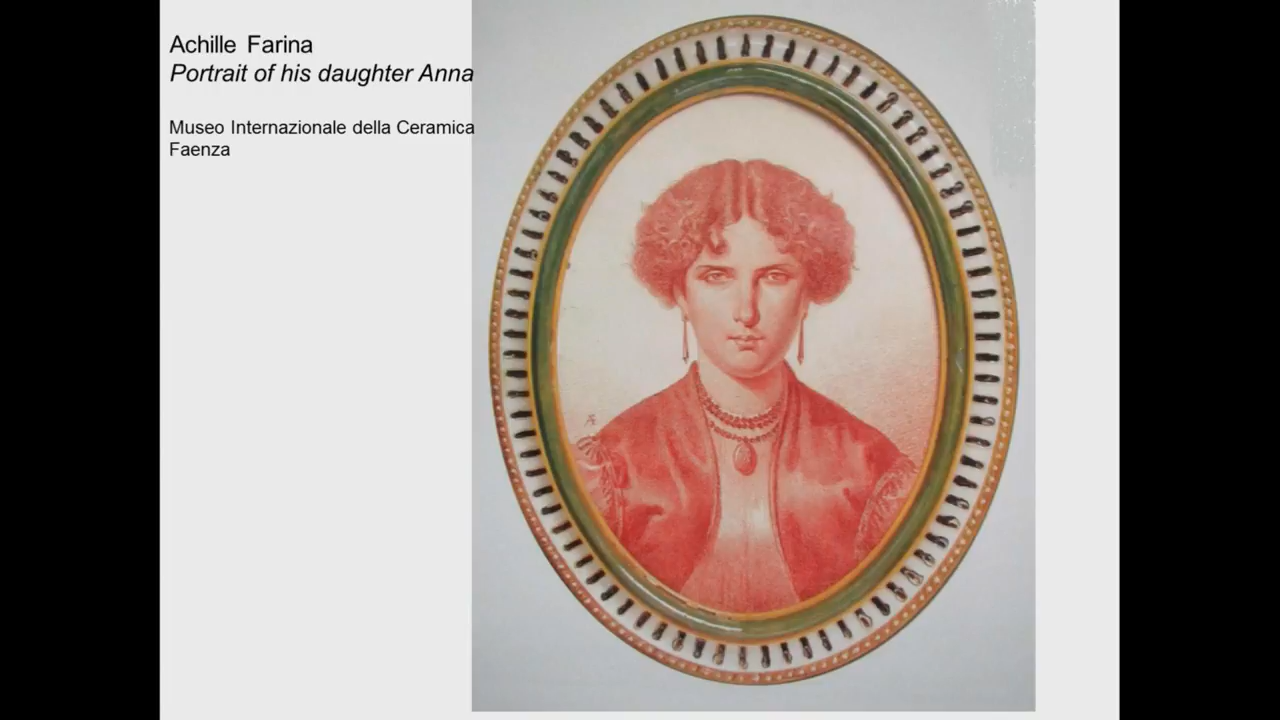 Achille Farina
Portrait of his daughter Anna
Museo Internazionale della Ceramica
Faenza